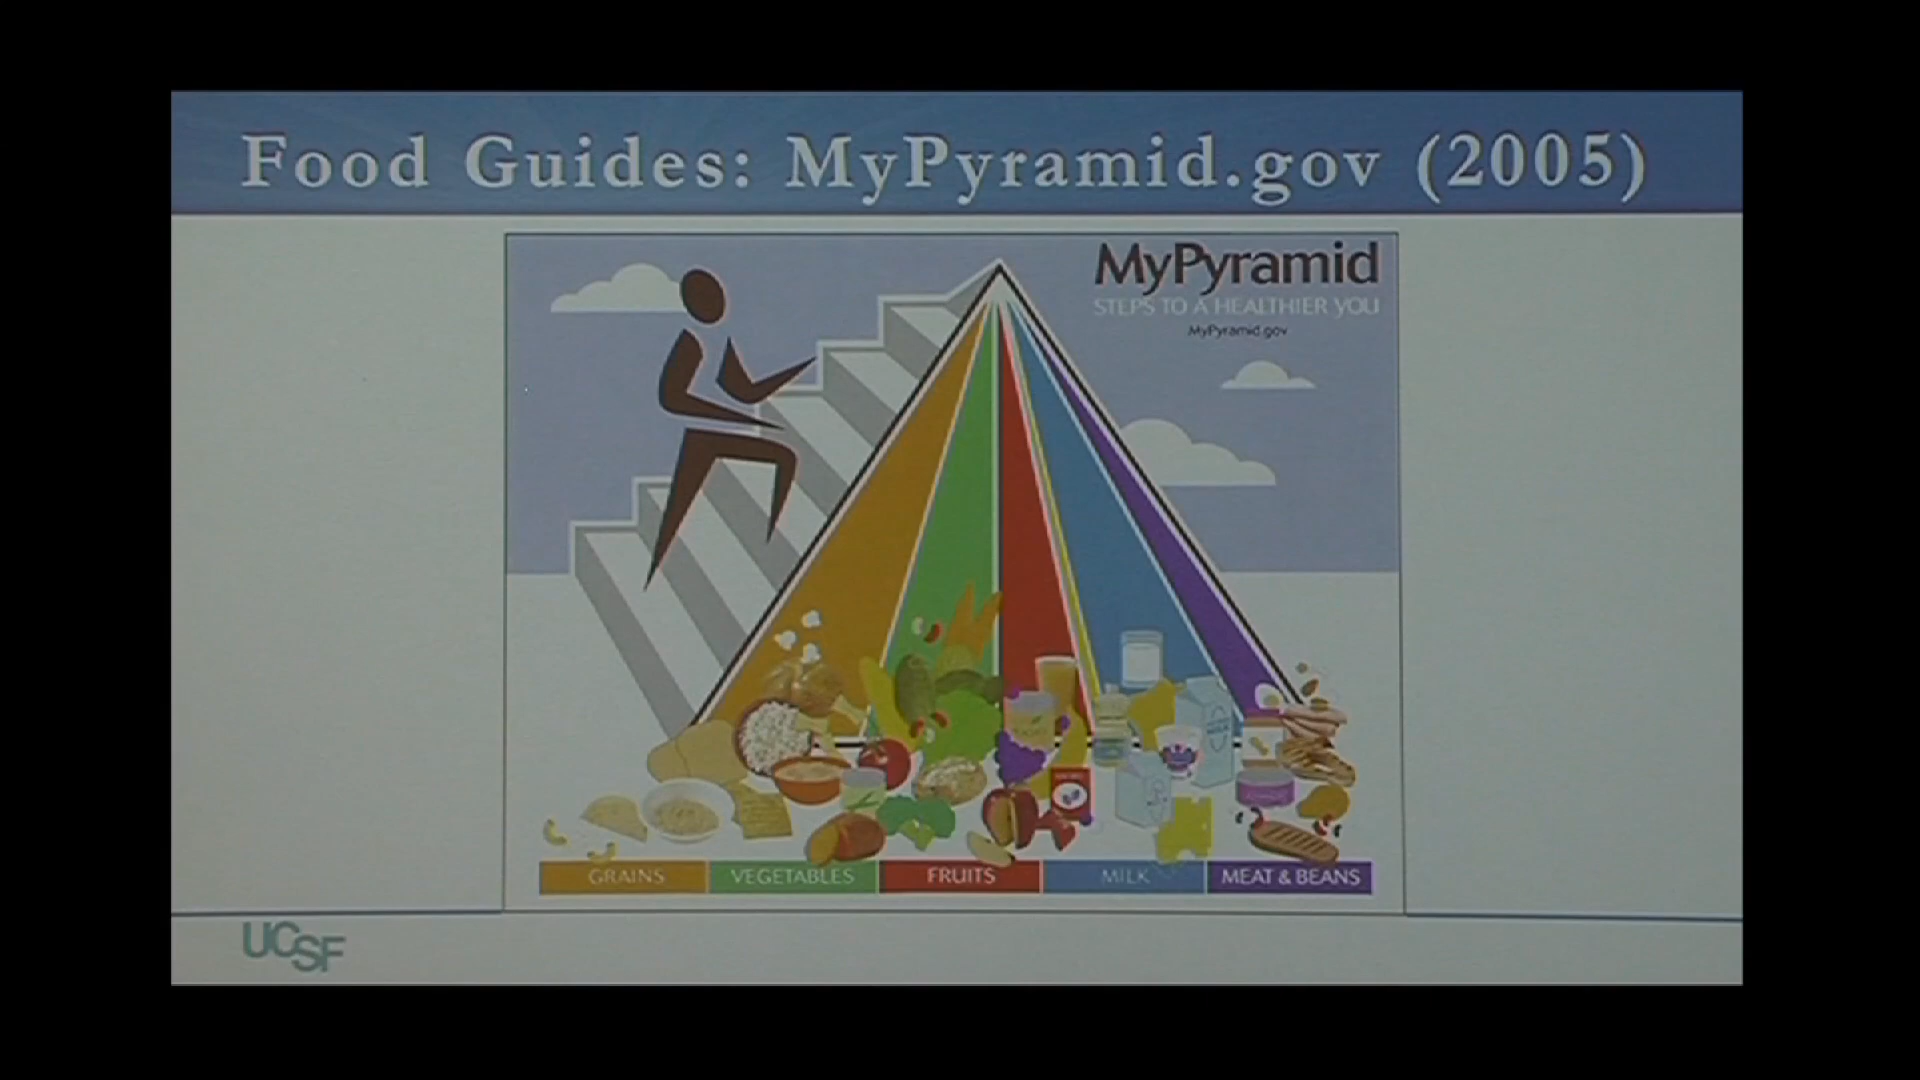 Food Guides: MyPyramid.gov (2005)
MyPyramid
STEPS TO A HEALTHIER YOU
MyPyramid.gov
GRAINS
VEGETABLES
FRUITS
MILK
MEAT & BEANS
UCSF